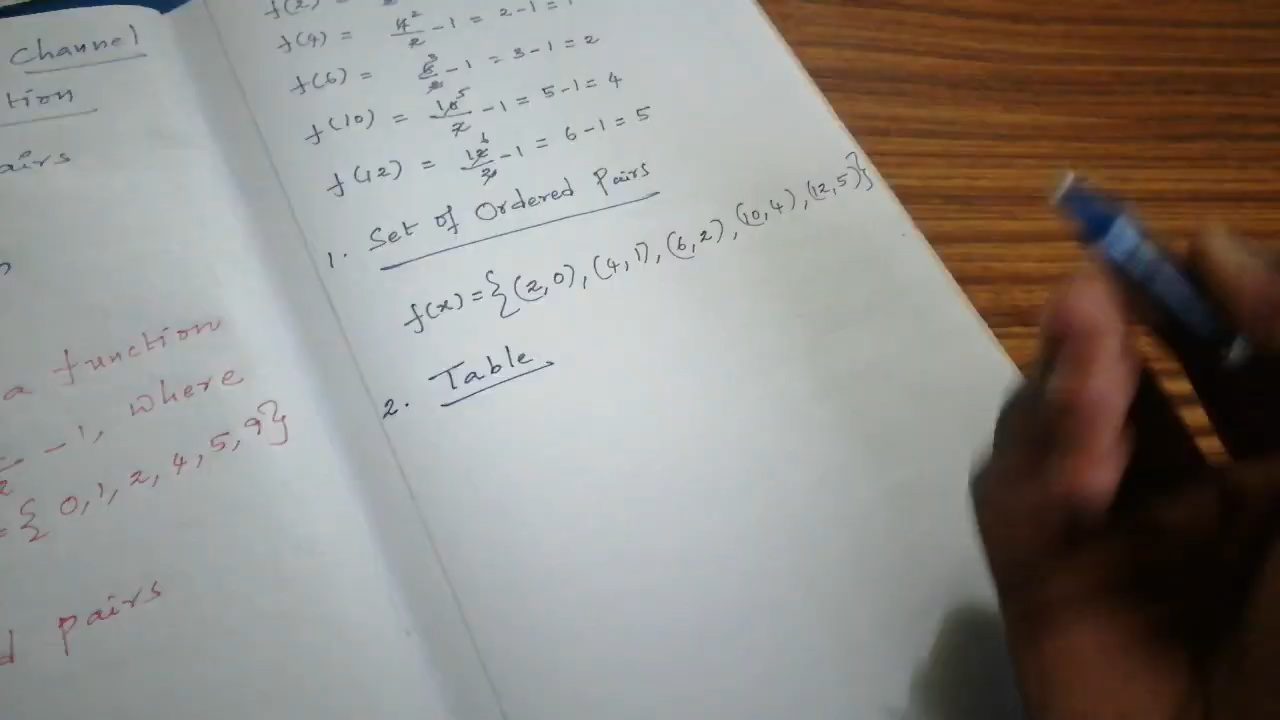 Channel
tion
airs
a function
-1, where
2
= { 0, 1, 2, 4, 5, 9 }
d pairs
f(2) =
f(4) = 4²/2 - 1 = 2 - 1 = 1
f(6) = 6³/2 - 1 = 3 - 1 = 2
f(10) = 10⁵/2 - 1 = 5 - 1 = 4
f(12) = 12⁶/2 - 1 = 6 - 1 = 5
1. Set of Ordered Pairs
f(x) = { (2,0), (4,1), (6,2), (10,4), (12,5) }
2. Table